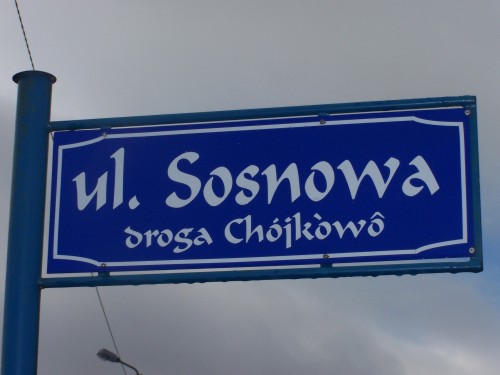 ul. Sosnowa
droga Chójkòwô